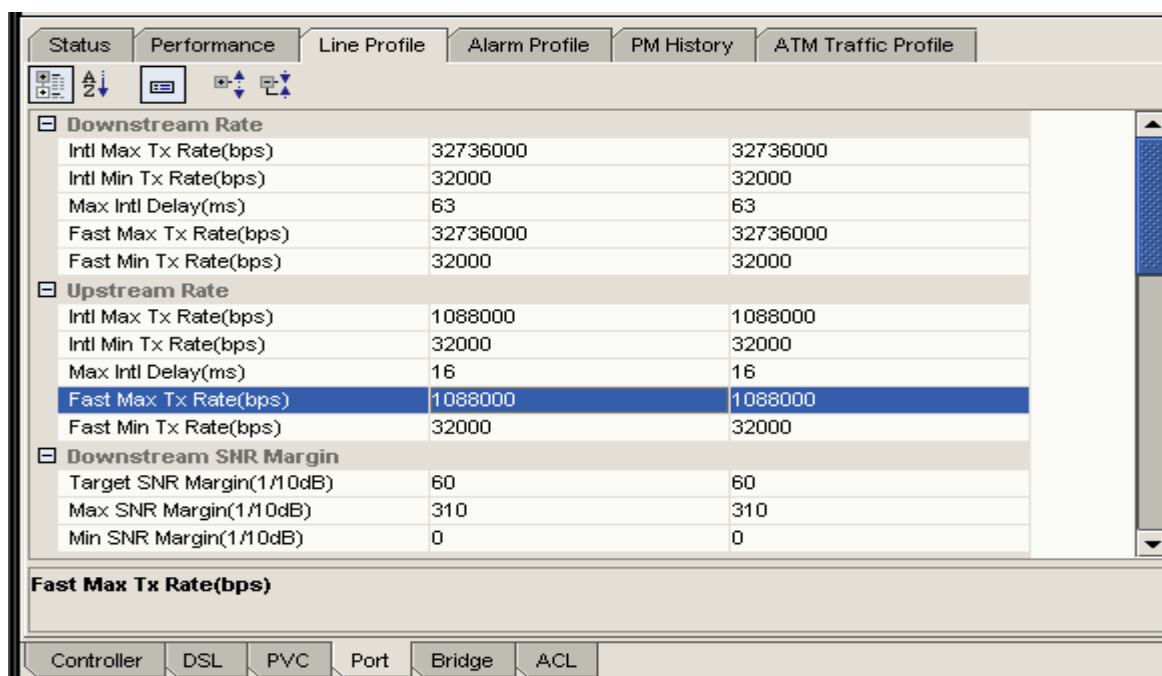 Status Performance Line Profile Alarm Profile PM History ATM Traffic Profile
A
Z
Downstream Rate
Intl Max Tx Rate(bps) 32736000 32736000
Intl Min Tx Rate(bps) 32000 32000
Max Intl Delay(ms) 63 63
Fast Max Tx Rate(bps) 32736000 32736000
Fast Min Tx Rate(bps) 32000 32000
Upstream Rate
Intl Max Tx Rate(bps) 1088000 1088000
Intl Min Tx Rate(bps) 32000 32000
Max Intl Delay(ms) 16 16
Fast Max Tx Rate(bps) 1088000 1088000
Fast Min Tx Rate(bps) 32000 32000
Downstream SNR Margin
Target SNR Margin(1/10dB) 60 60
Max SNR Margin(1/10dB) 310 310
Min SNR Margin(1/10dB) 0 0
Fast Max Tx Rate(bps)
Controller DSL PVC Port Bridge ACL